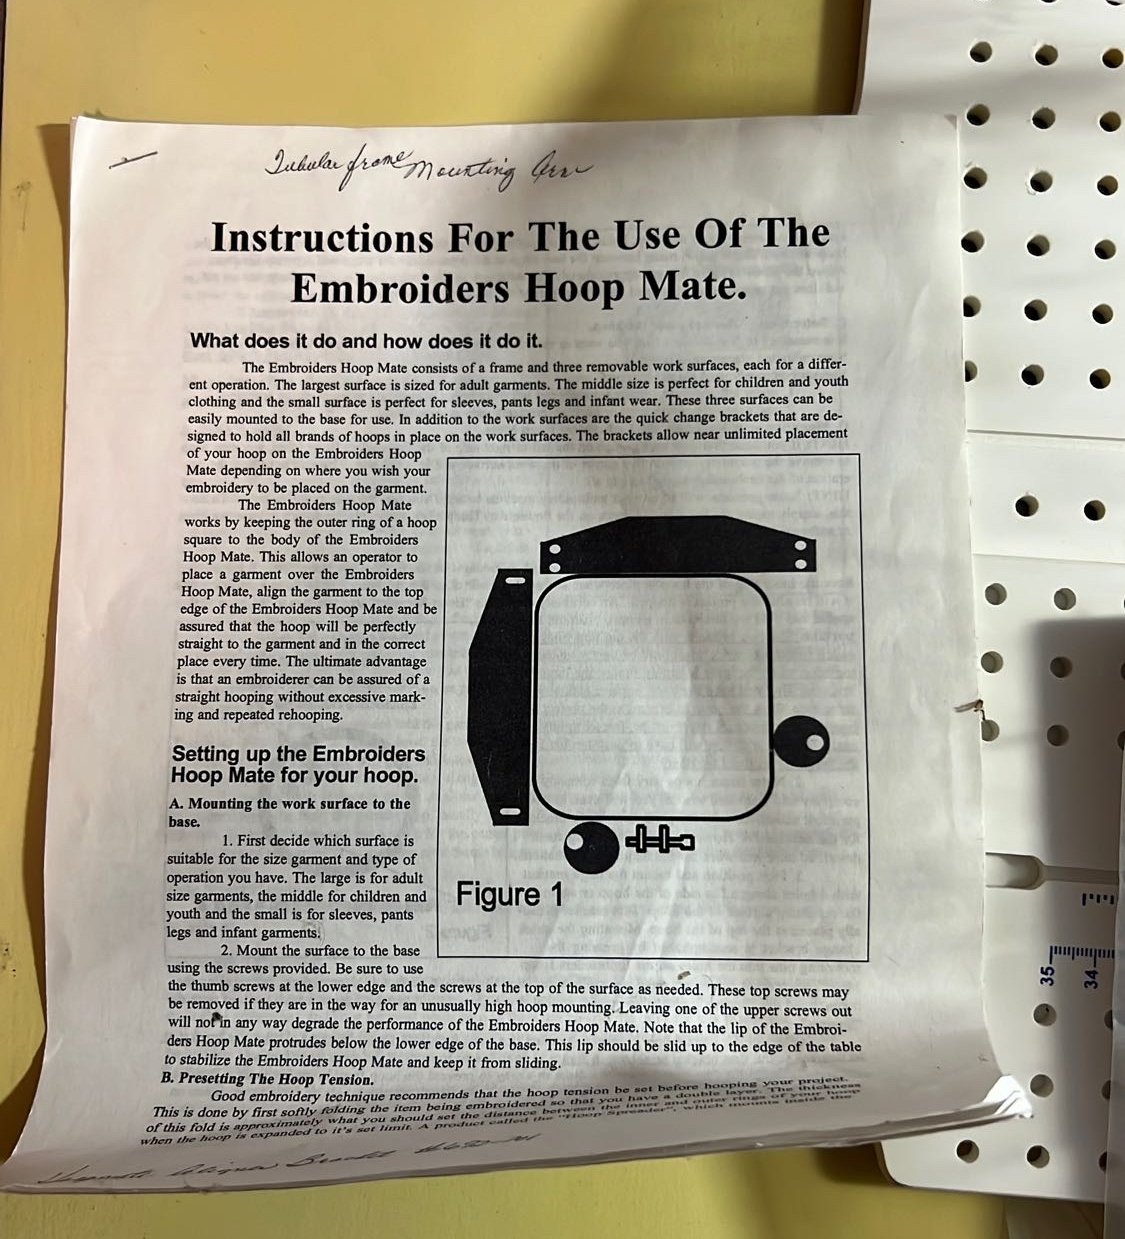 Tubular frame Mounting Arm
Instructions For The Use Of The
Embroiders Hoop Mate.
What does it do and how does it do it.
The Embroiders Hoop Mate consists of a frame and three removable work surfaces, each for a differ-
ent operation. The largest surface is sized for adult garments. The middle size is perfect for children and youth
clothing and the small surface is perfect for sleeves, pants legs and infant wear. These three surfaces can be
easily mounted to the base for use. In addition to the work surfaces are the quick change brackets that are de-
signed to hold all brands of hoops in place on the work surfaces. The brackets allow near unlimited placement
of your hoop on the Embroiders Hoop
Mate depending on where you wish your
embroidery to be placed on the garment.
The Embroiders Hoop Mate
works by keeping the outer ring of a hoop
square to the body of the Embroiders
Hoop Mate. This allows an operator to
place a garment over the Embroiders
Hoop Mate, align the garment to the top
edge of the Embroiders Hoop Mate and be
assured that the hoop will be perfectly
straight to the garment and in the correct
place every time. The ultimate advantage
is that an embroiderer can be assured of a
straight hooping without excessive mark-
ing and repeated rehooping.
Setting up the Embroiders
Hoop Mate for your hoop.
A. Mounting the work surface to the
base.
1. First decide which surface is
suitable for the size garment and type of
operation you have. The large is for adult
size garments, the middle for children and
youth and the small is for sleeves, pants
legs and infant garments.
2. Mount the surface to the base
using the screws provided. Be sure to use
the thumb screws at the lower edge and the screws at the top of the surface as needed. These top screws may
be removed if they are in the way for an unusually high hoop mounting. Leaving one of the upper screws out
will not in any way degrade the performance of the Embroiders Hoop Mate. Note that the lip of the Embroi-
ders Hoop Mate protrudes below the lower edge of the base. This lip should be slid up to the edge of the table
to stabilize the Embroiders Hoop Mate and keep it from sliding.
B. Presetting The Hoop Tension.
Good embroidery technique recommends that the hoop tension be set before hooping your project.
This is done by first softly folding the item being embroidered so that you have a double layer. The thickness
of this fold is approximately what you should set the distance between the inner and outer rings of your hoop
when the hoop is expanded to it's set limit. A product called the "Hoop Spreader", which mounts inside the
Figure 1
35
34